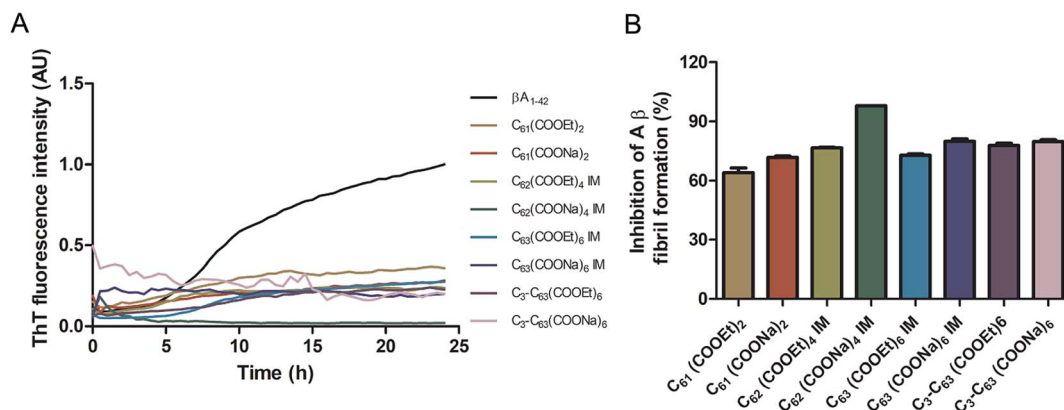 A
ThT fluorescence intensity (AU)
1.5
1.0
0.5
0.0
0
5
10
15
20
25
Time (h)
βA₁₋₄₂
C₆₁(COOEt)₂
C₆₁(COONa)₂
C₆₂(COOEt)₄ IM
C₆₂(COONa)₄ IM
C₆₃(COOEt)₆ IM
C₆₃(COONa)₆ IM
C₃-C₆₃(COOEt)₆
C₃-C₆₃(COONa)₆
B
Inhibition of A β
fibril formation (%)
120
90
60
30
0
C₆₁ (COOEt)₂
C₆₁ (COONa)₂
C₆₂ (COOEt)₄ IM
C₆₂ (COONa)₄ IM
C₆₃ (COOEt)₆ IM
C₆₃ (COONa)₆ IM
C₃-C₆₃ (COOEt)6
C₃-C₆₃ (COONa)₆